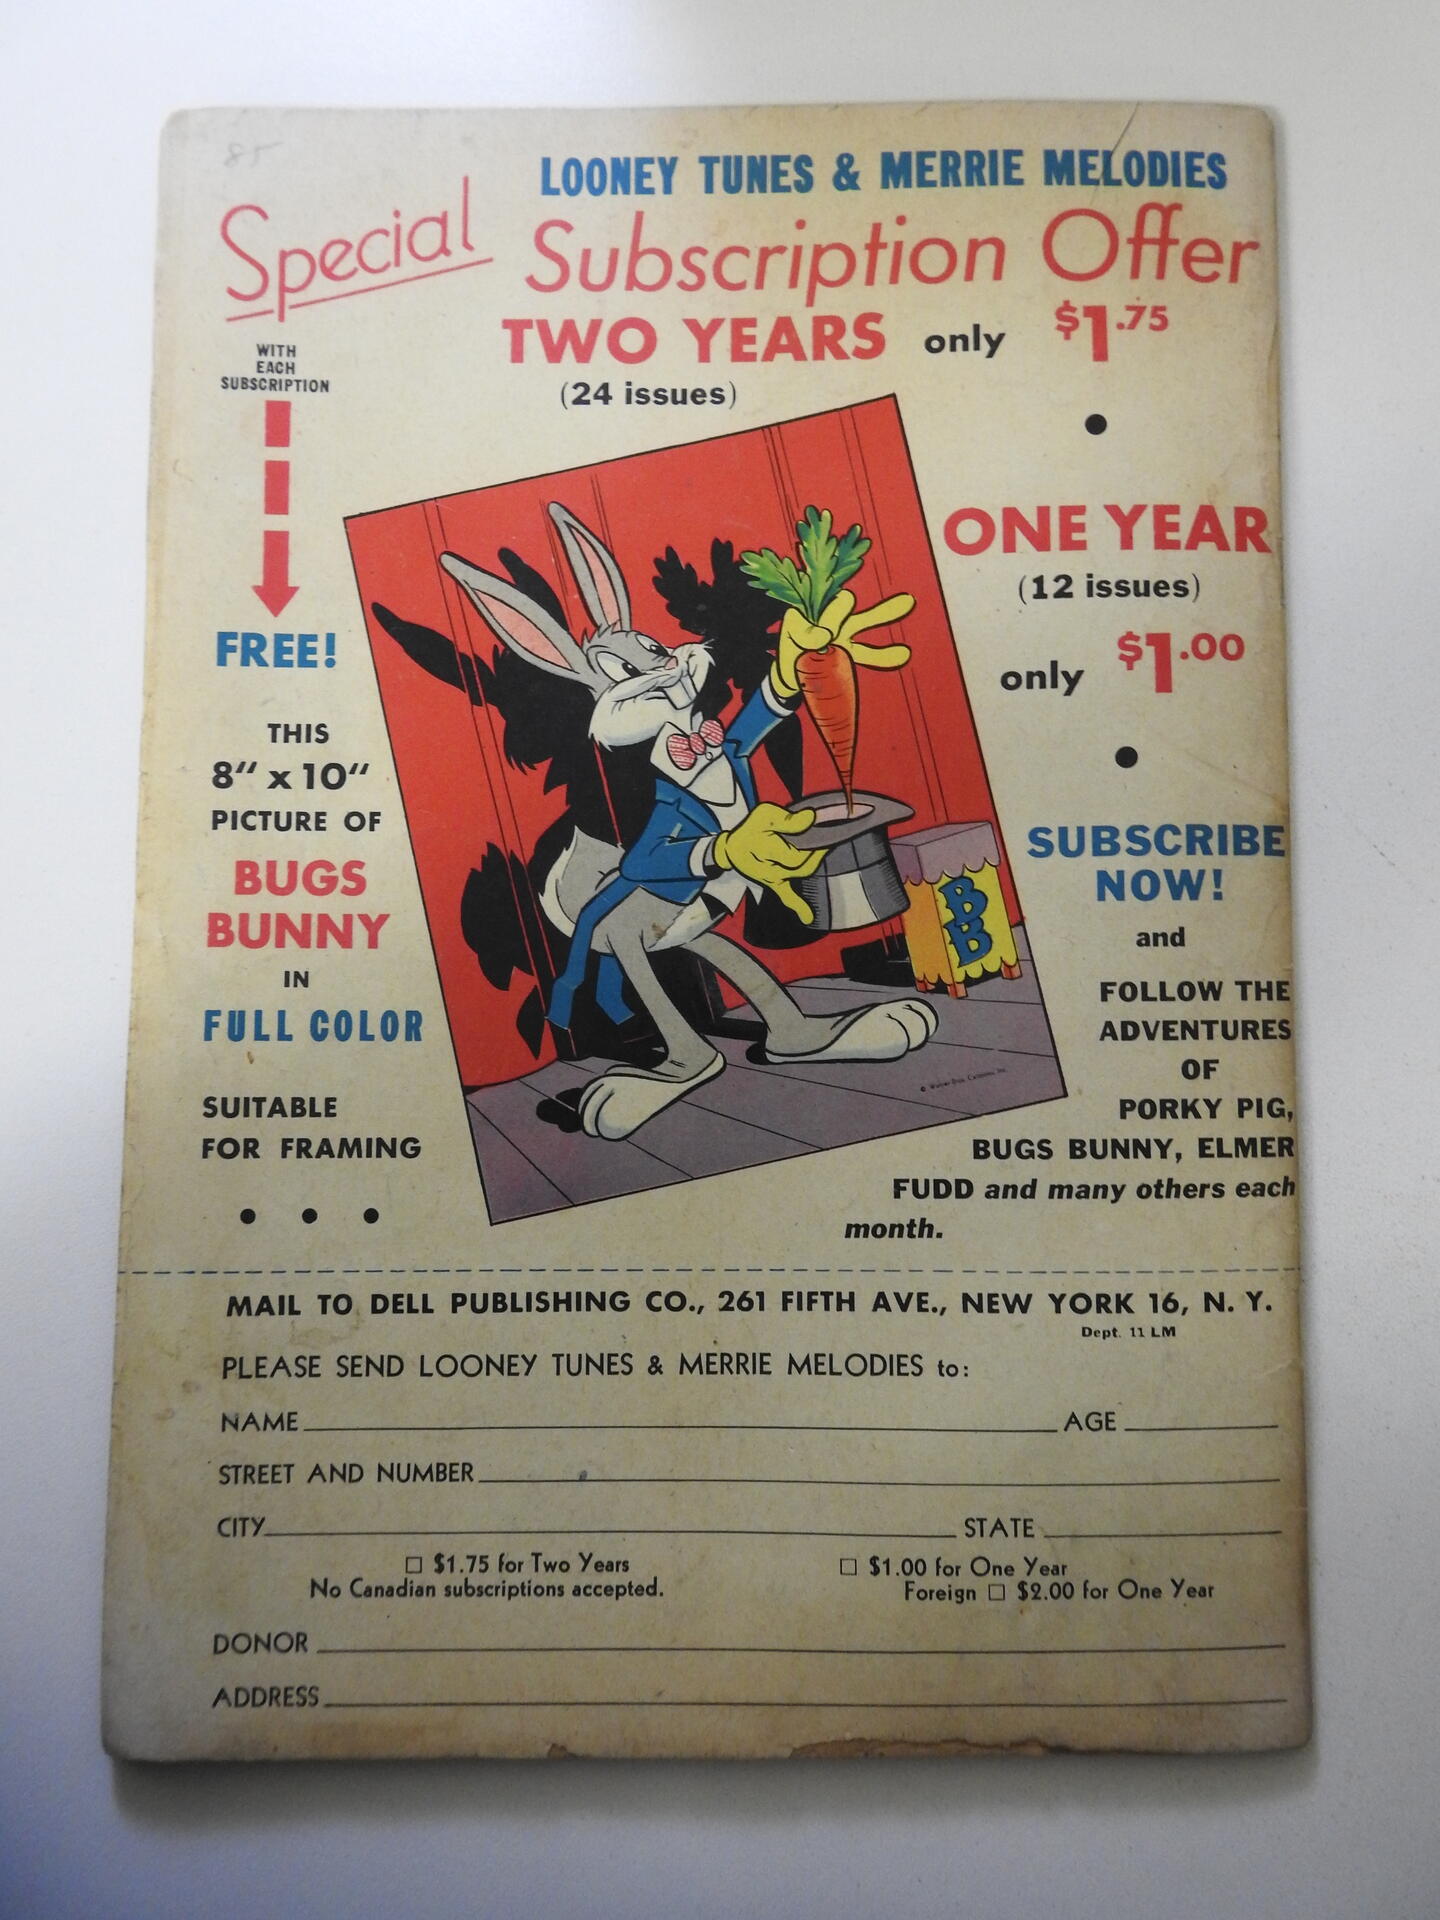 85
LOONEY TUNES & MERRIE MELODIES
Special Subscription Offer
TWO YEARS only $1.75
(24 issues)
WITH
EACH
SUBSCRIPTION
FREE!
THIS
8" x 10"
PICTURE OF
BUGS
BUNNY
IN
FULL COLOR
SUITABLE
FOR FRAMING
ONE YEAR
(12 issues)
only $1.00
SUBSCRIBE
NOW!
and
FOLLOW THE
ADVENTURES
OF
PORKY PIG,
BUGS BUNNY, ELMER
FUDD and many others each
month.
B
B
© Warner Bros. Cartoons Inc.
MAIL TO DELL PUBLISHING CO., 261 FIFTH AVE., NEW YORK 16, N. Y.
Dept. 11 LM
PLEASE SEND LOONEY TUNES & MERRIE MELODIES to:
NAME AGE
STREET AND NUMBER
CITY STATE
$1.75 for Two Years $1.00 for One Year
No Canadian subscriptions accepted. Foreign $2.00 for One Year
DONOR
ADDRESS